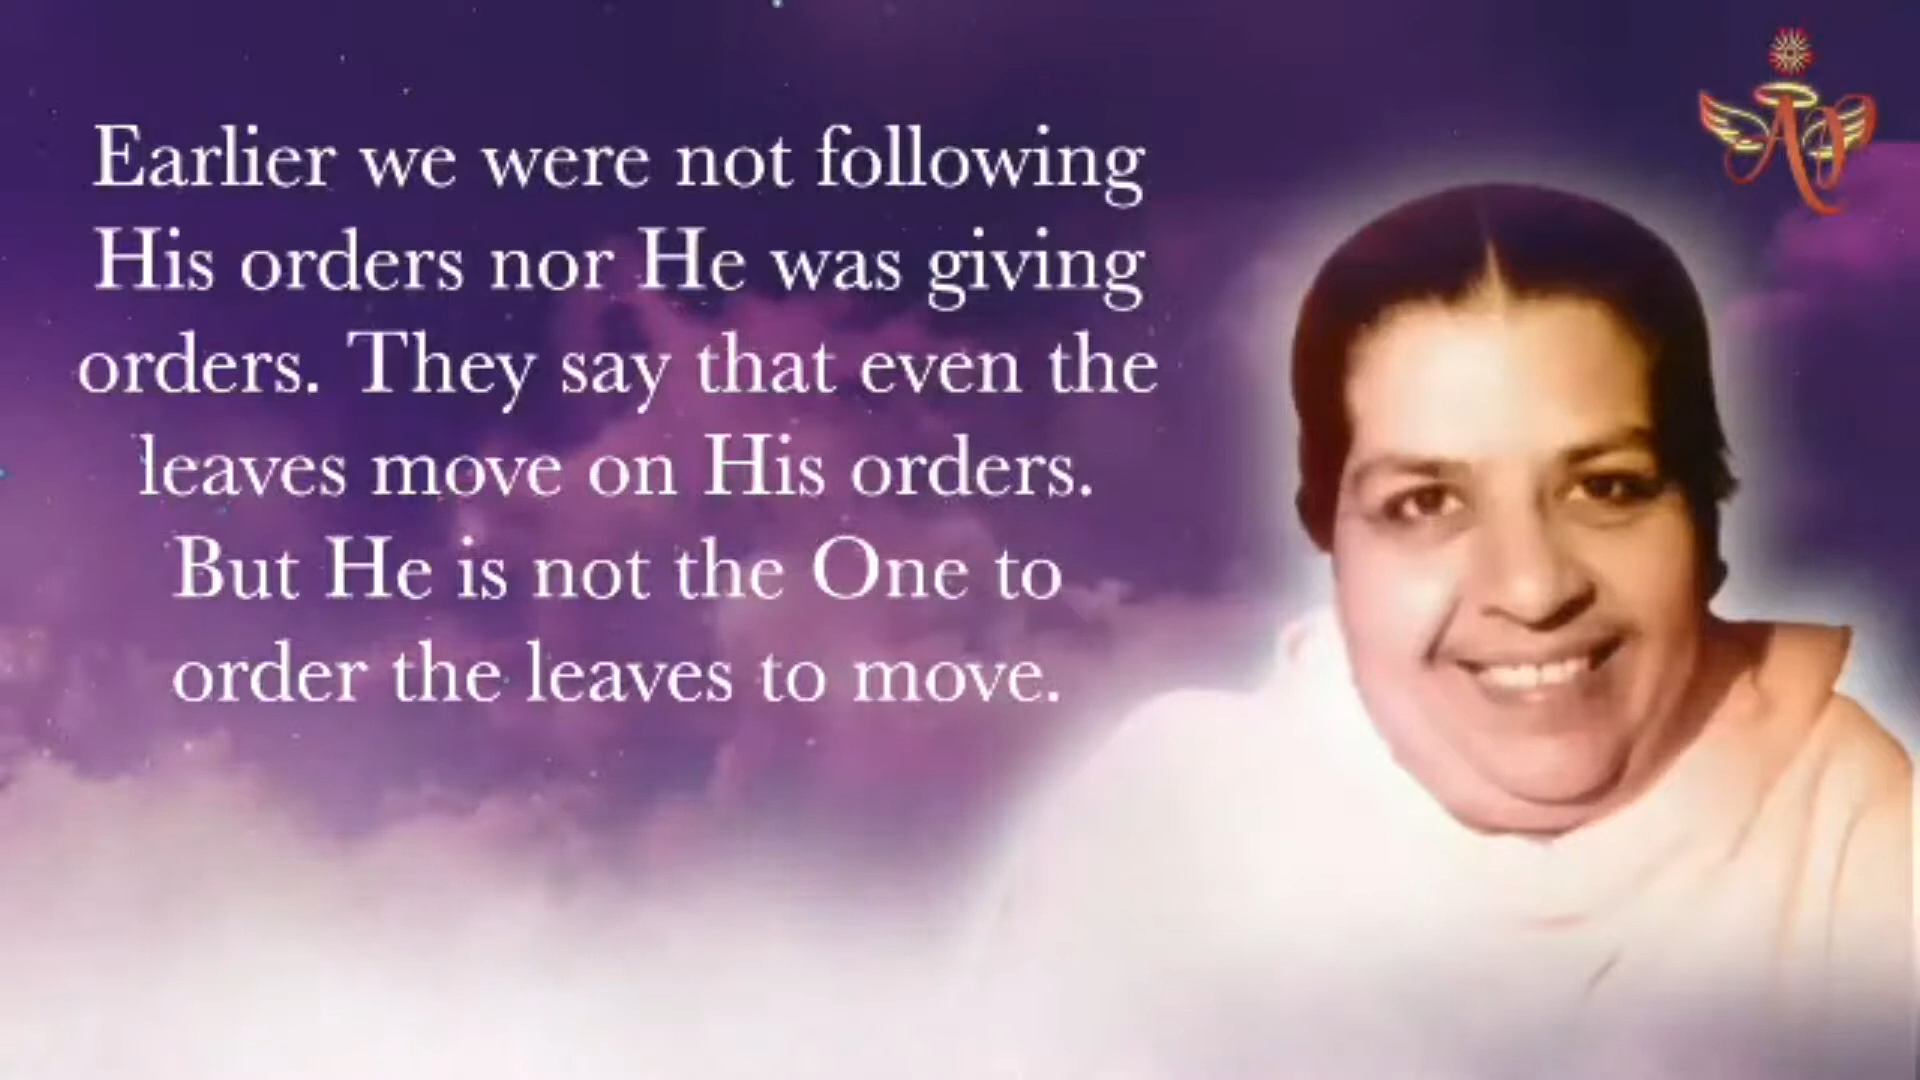 Earlier we were not following
His orders nor He was giving
orders. They say that even the
leaves move on His orders.
But He is not the One to
order the leaves to move.